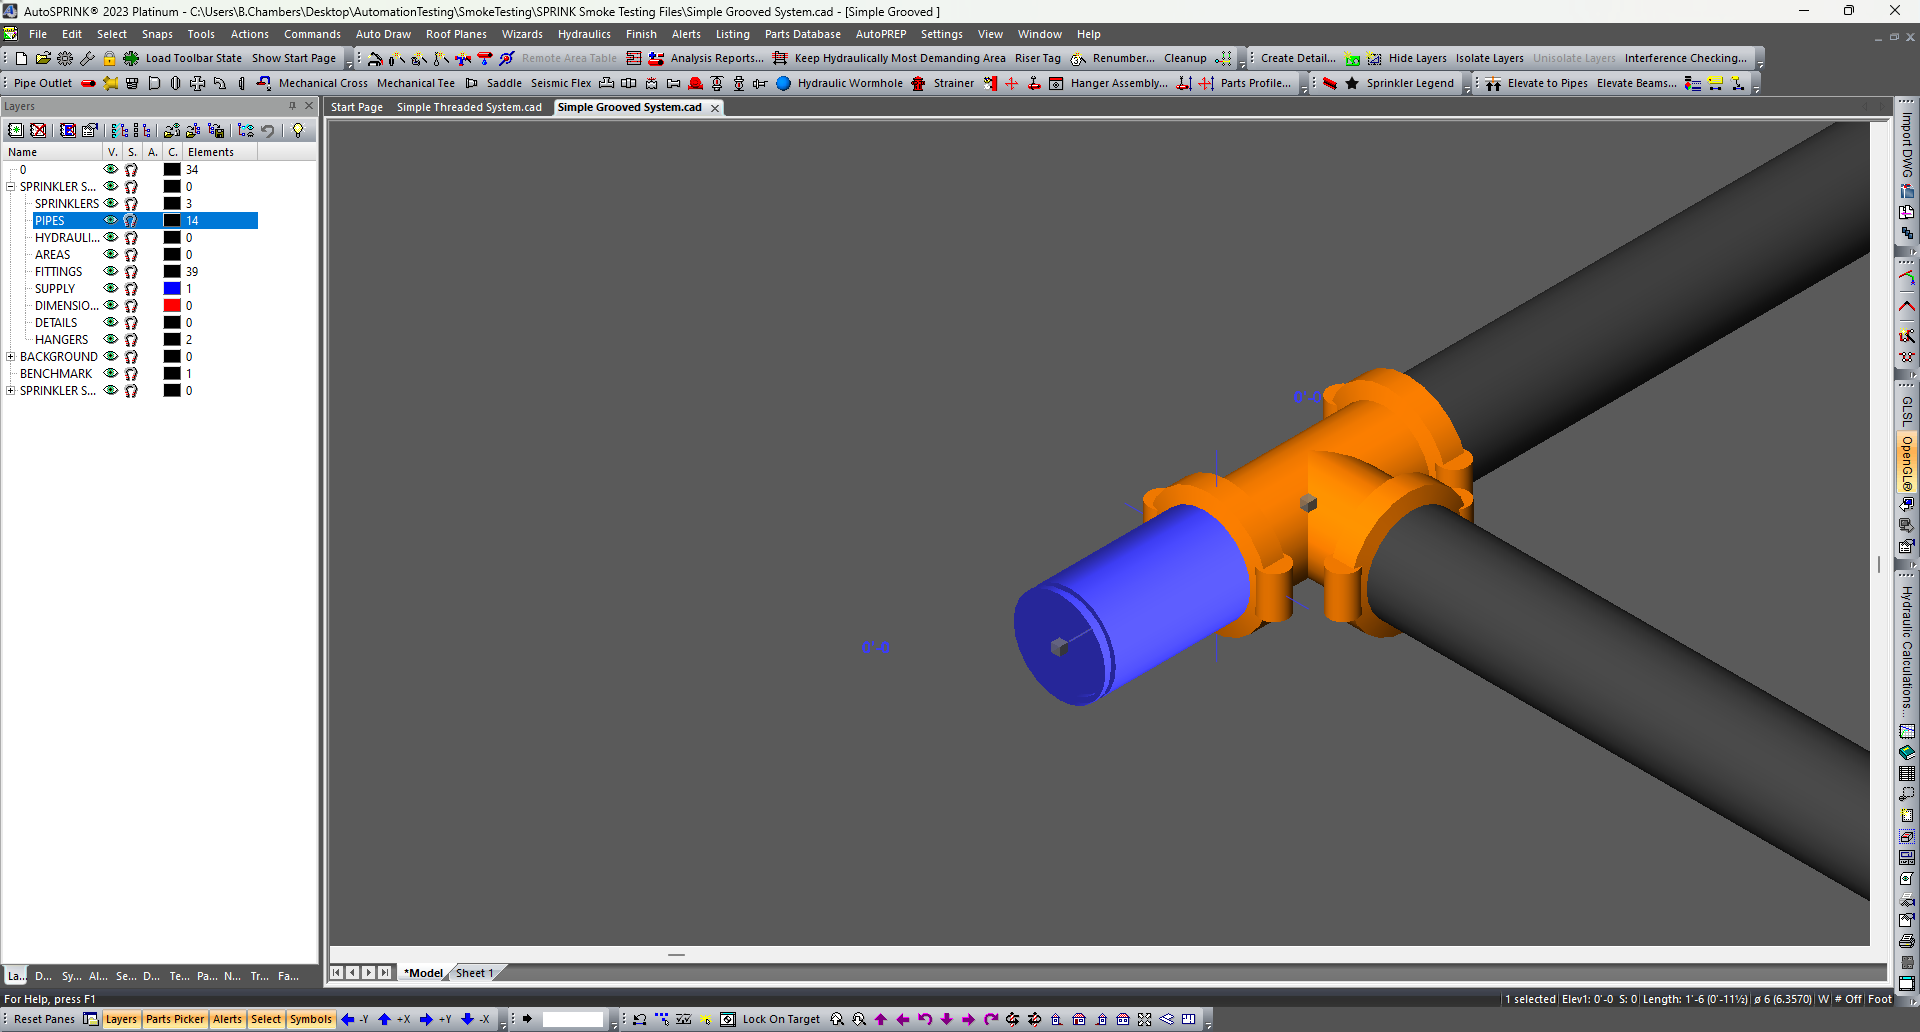 AutoSPRINK® 2023 Platinum - C:\Users\B.Chambers\Desktop\AutomationTesting\SmokeTesting\SPRINK Smoke Testing Files\Simple Grooved System.cad - [Simple Grooved ]
File Edit Select Snaps Tools Actions Commands Auto Draw Roof Planes Wizards Hydraulics Finish Alerts Listing Parts Database AutoPREP Settings View Window Help
Load Toolbar State Show Start Page Remote Area Table Analysis Reports... Keep Hydraulically Most Demanding Area Riser Tag Renumber... Cleanup Create Detail... Hide Layers Isolate Layers Unisolate Layers Interference Checking...
Pipe Outlet Mechanical Cross Mechanical Tee Saddle Seismic Flex Hydraulic Wormhole Strainer Hanger Assembly... Parts Profile... Sprinkler Legend Elevate to Pipes Elevate Beams...
Layers
Start Page Simple Threaded System.cad Simple Grooved System.cad
Name V. S. A. C. Elements
0 34
SPRINKLER S... 0
SPRINKLERS 3
PIPES 14
HYDRAULI... 0
AREAS 0
FITTINGS 39
SUPPLY 1
DIMENSIO... 0
DETAILS 0
HANGERS 2
BACKGROUND 0
BENCHMARK 1
SPRINKLER S... 0
0'-0
0'-0
Import DWG
GLSL
OpenGL®
Hydraulic Calculations...
La... D... Sy... Al... Se... D... Te... Pa... N... Tr... Fa...
*Model Sheet 1
For Help, press F1
1 selected Elev1: 0'-0 S: 0 Length: 1'-6 (0'-11½) ø 6 (6.3570) W # Off Foot
Reset Panes Layers Parts Picker Alerts Select Symbols -Y +X +Y -X Lock On Target